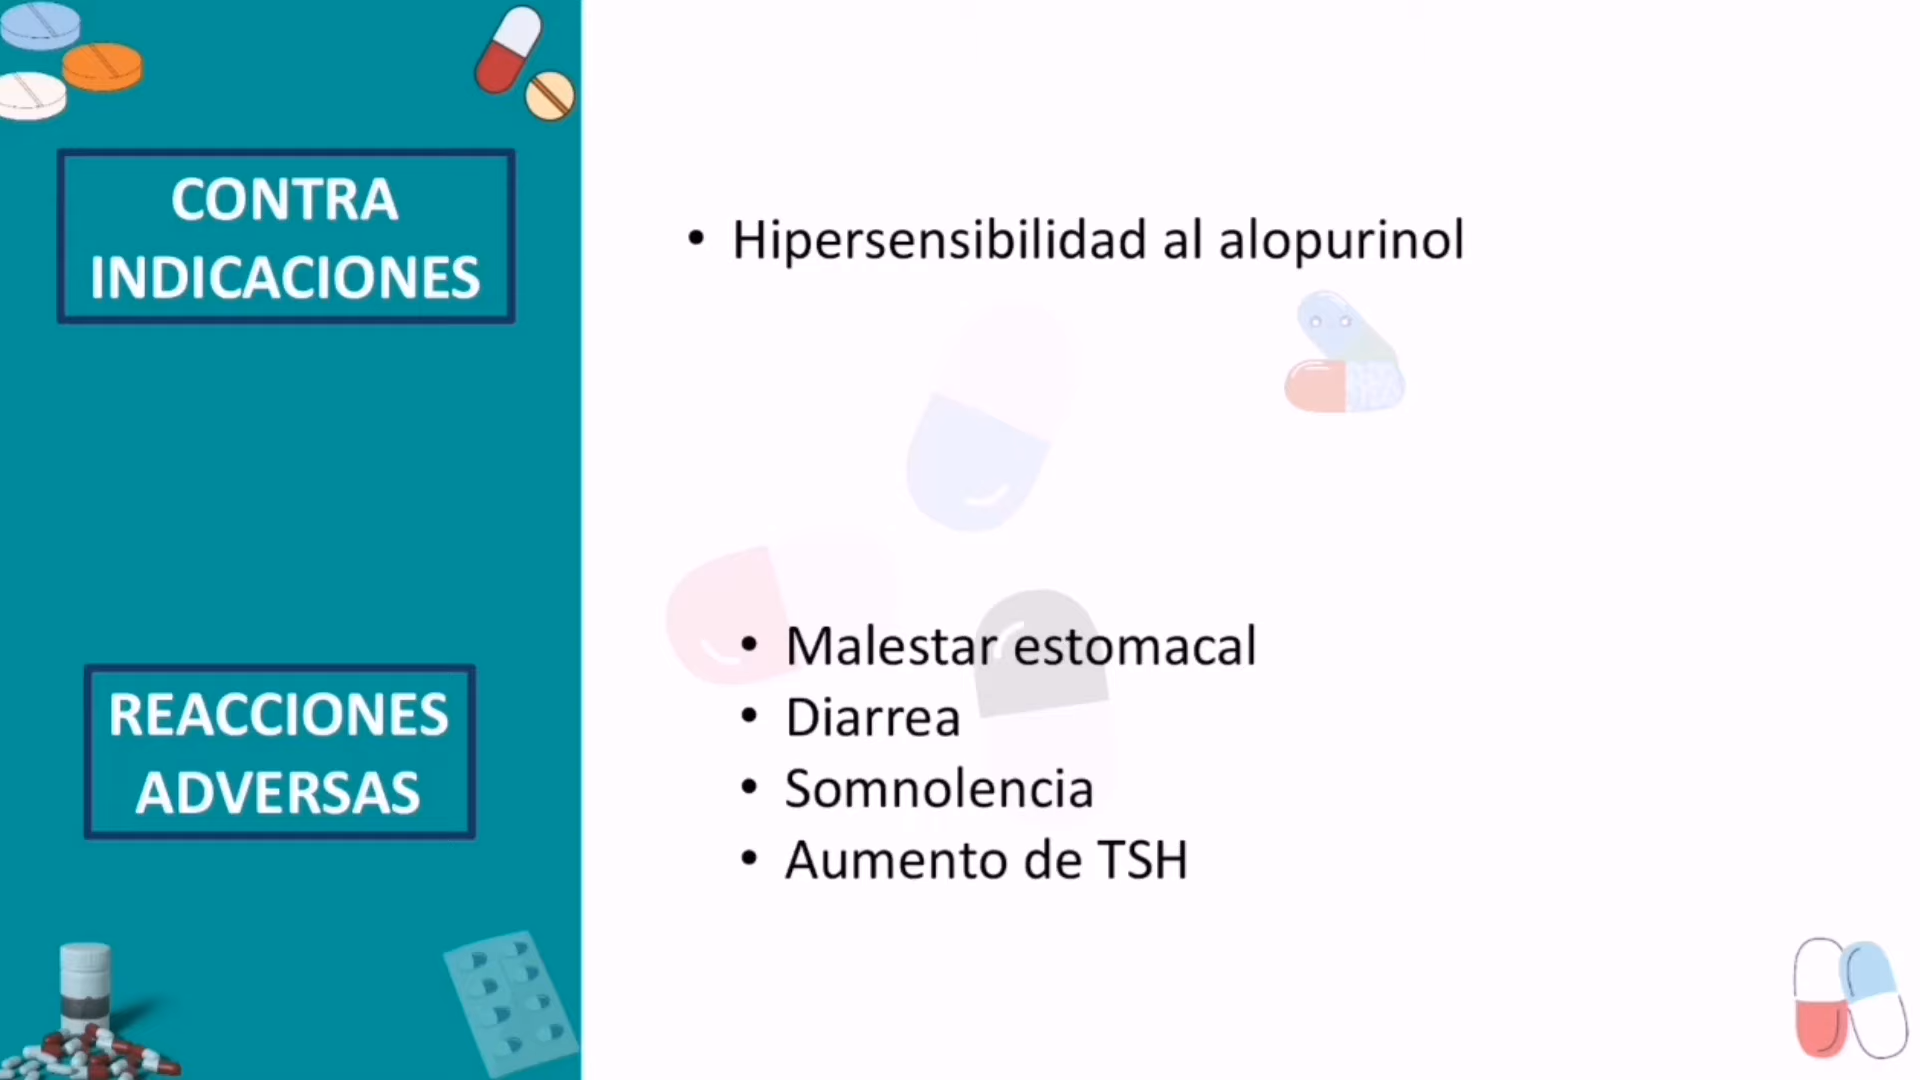 CONTRA
INDICACIONES
• Hipersensibilidad al alopurinol
REACCIONES
ADVERSAS
• Malestar estomacal
• Diarrea
• Somnolencia
• Aumento de TSH